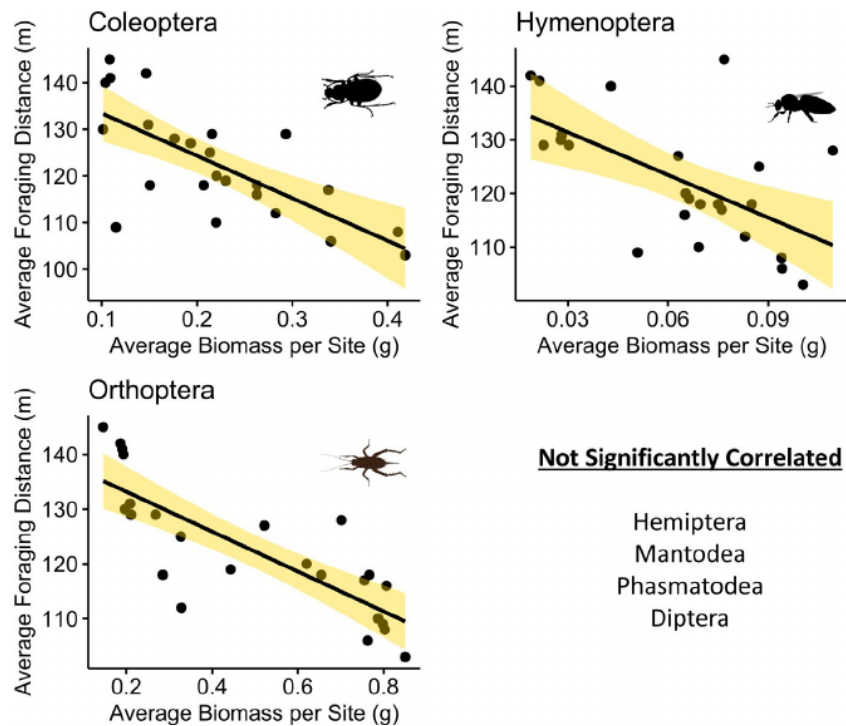 Coleoptera
Average Foraging Distance (m)
140
130
120
110
100
0.1 0.2 0.3 0.4
Average Biomass per Site (g)
Hymenoptera
Average Foraging Distance (m)
140
130
120
110
0.03 0.06 0.09
Average Biomass per Site (g)
Orthoptera
Average Foraging Distance (m)
140
130
120
110
0.2 0.4 0.6 0.8
Average Biomass per Site (g)
Not Significantly Correlated
Hemiptera
Mantodea
Phasmatodea
Diptera